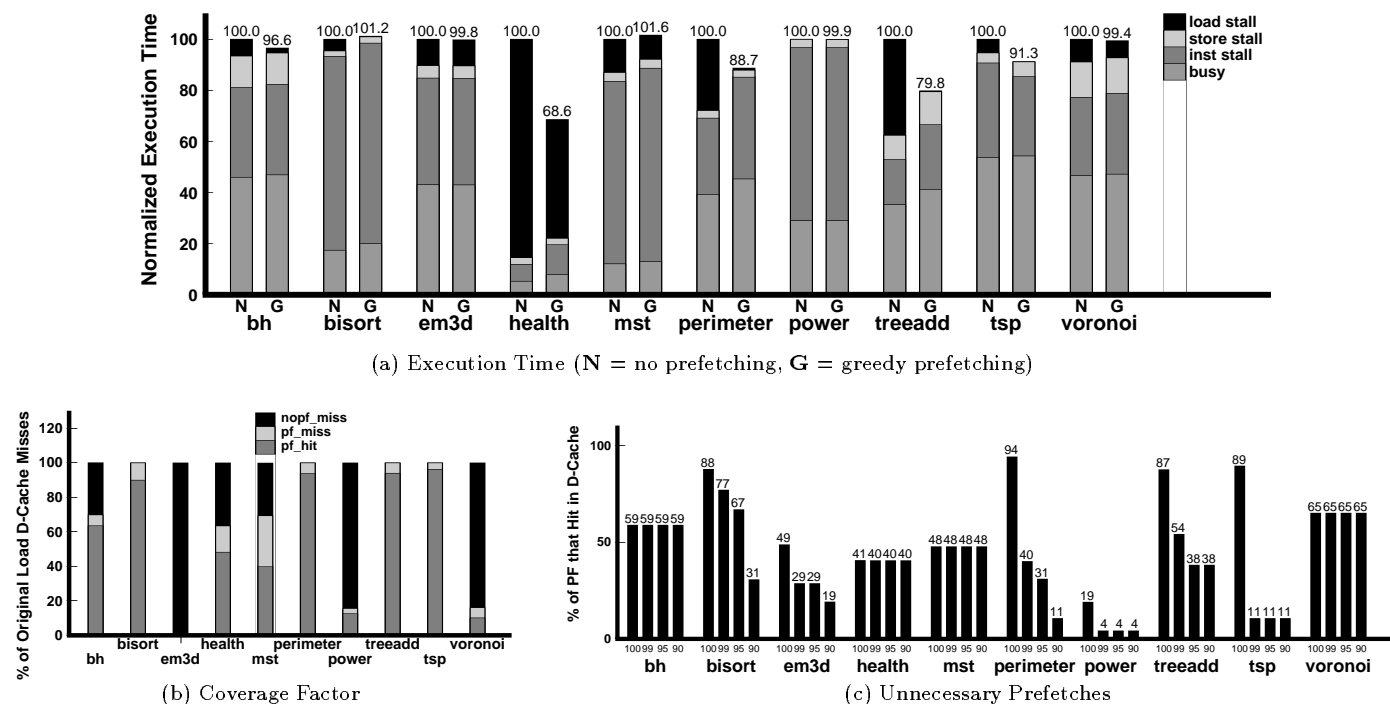 100.0 96.6 100.0 101.2 100.0 99.8 100.0 68.6 100.0 101.6 100.0 88.7 100.0 99.9 100.0 79.8 100.0 91.3 100.0 99.4
load stall
store stall
inst stall
busy
Normalized Execution Time
100
80
60
40
20
0
N G N G N G N G N G N G N G N G N G N G
bh bisort em3d health mst perimeter power treeadd tsp voronoi
(a) Execution Time (N = no prefetching, G = greedy prefetching)
% of Original Load D-Cache Misses
nopf_miss
pf_miss
pf_hit
120
100
80
60
40
20
0
bisort health perimeter treeadd voronoi
bh em3d mst power tsp
(b) Coverage Factor
% of PF that Hit in D-Cache
100
50
0
59 59 59 59 88 77 67 31 49 29 29 19 41 40 40 40 48 48 48 48 94 40 31 11 19 4 4 4 87 54 38 38 89 11 11 11 65 65 65 65
100 99 95 90 100 99 95 90 100 99 95 90 100 99 95 90 100 99 95 90 100 99 95 90 100 99 95 90 100 99 95 90 100 99 95 90 100 99 95 90
bh bisort em3d health mst perimeter power treeadd tsp voronoi
(c) Unnecessary Prefetches